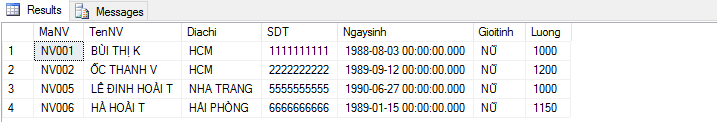 Results Messages
MaNV TenNV Diachi SDT Ngaysinh Gioitinh Luong
1 NV001 BÙI THỊ K HCM 1111111111 1988-08-03 00:00:00.000 NỮ 1000
2 NV002 ỐC THANH V HCM 2222222222 1989-09-12 00:00:00.000 NỮ 1200
3 NV005 LÊ ĐINH HOÀI T NHA TRANG 5555555555 1990-06-27 00:00:00.000 NỮ 1000
4 NV006 HÀ HOÀI T HẢI PHÒNG 6666666666 1989-01-15 00:00:00.000 NỮ 1150